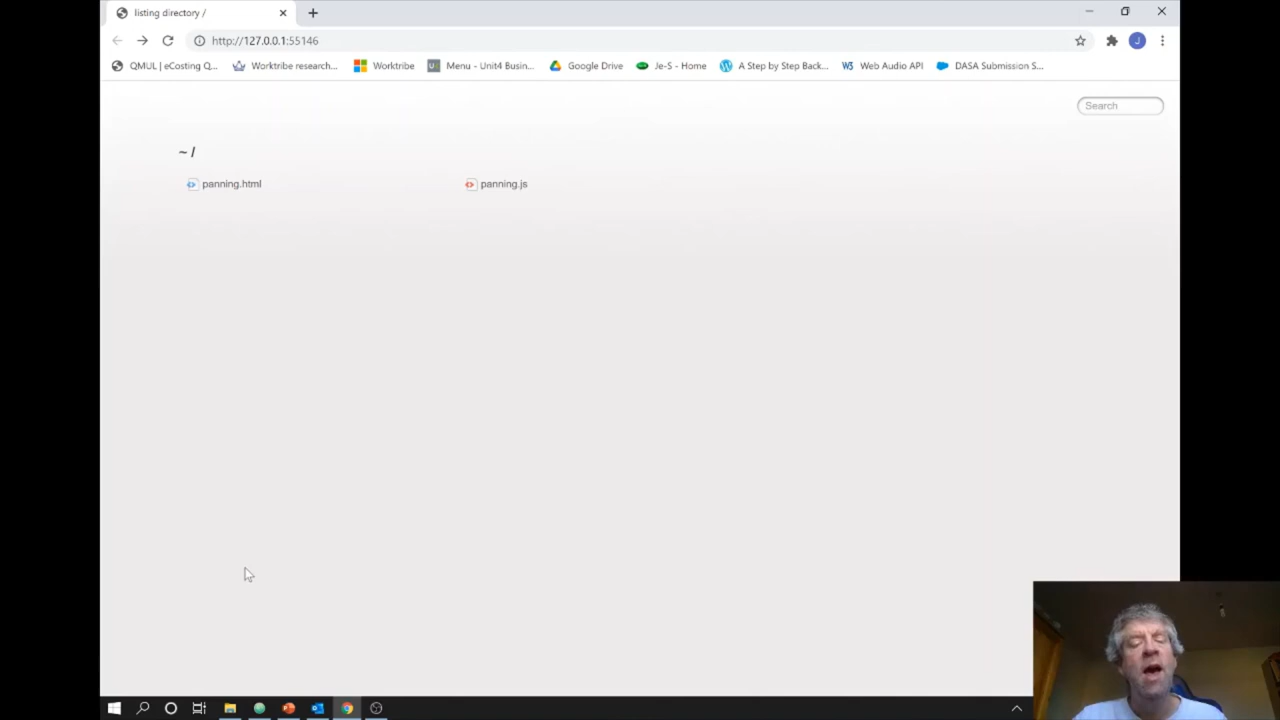 listing directory /
http://127.0.0.1:55146
J
QMUL | eCosting Q... Worktribe research... Worktribe Menu - Unit4 Busin... Google Drive Je-S - Home A Step by Step Back... Web Audio API DASA Submission S...
Search
~ /
panning.html panning.js